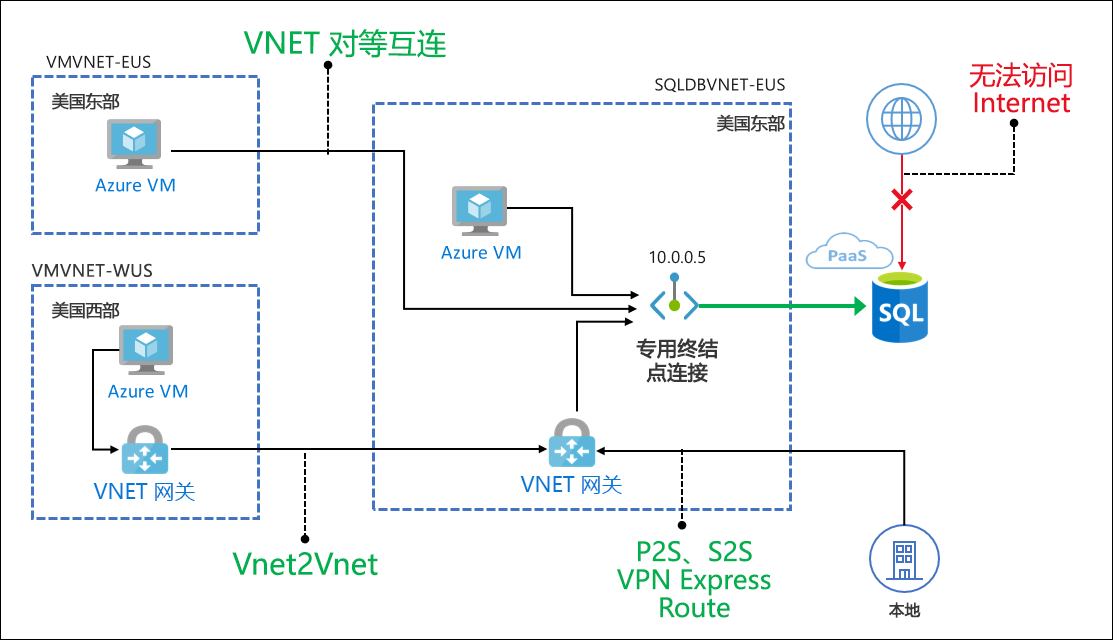 VNET 对等互连
VMVNET-EUS
美国东部
Azure VM
SQLDBVNET-EUS
美国东部
Azure VM
10.0.0.5
专用终结
点连接
无法访问
Internet
PaaS
SQL
VMVNET-WUS
美国西部
Azure VM
VNET 网关
VNET 网关
Vnet2Vnet
P2S、S2S
VPN Express
Route
本地